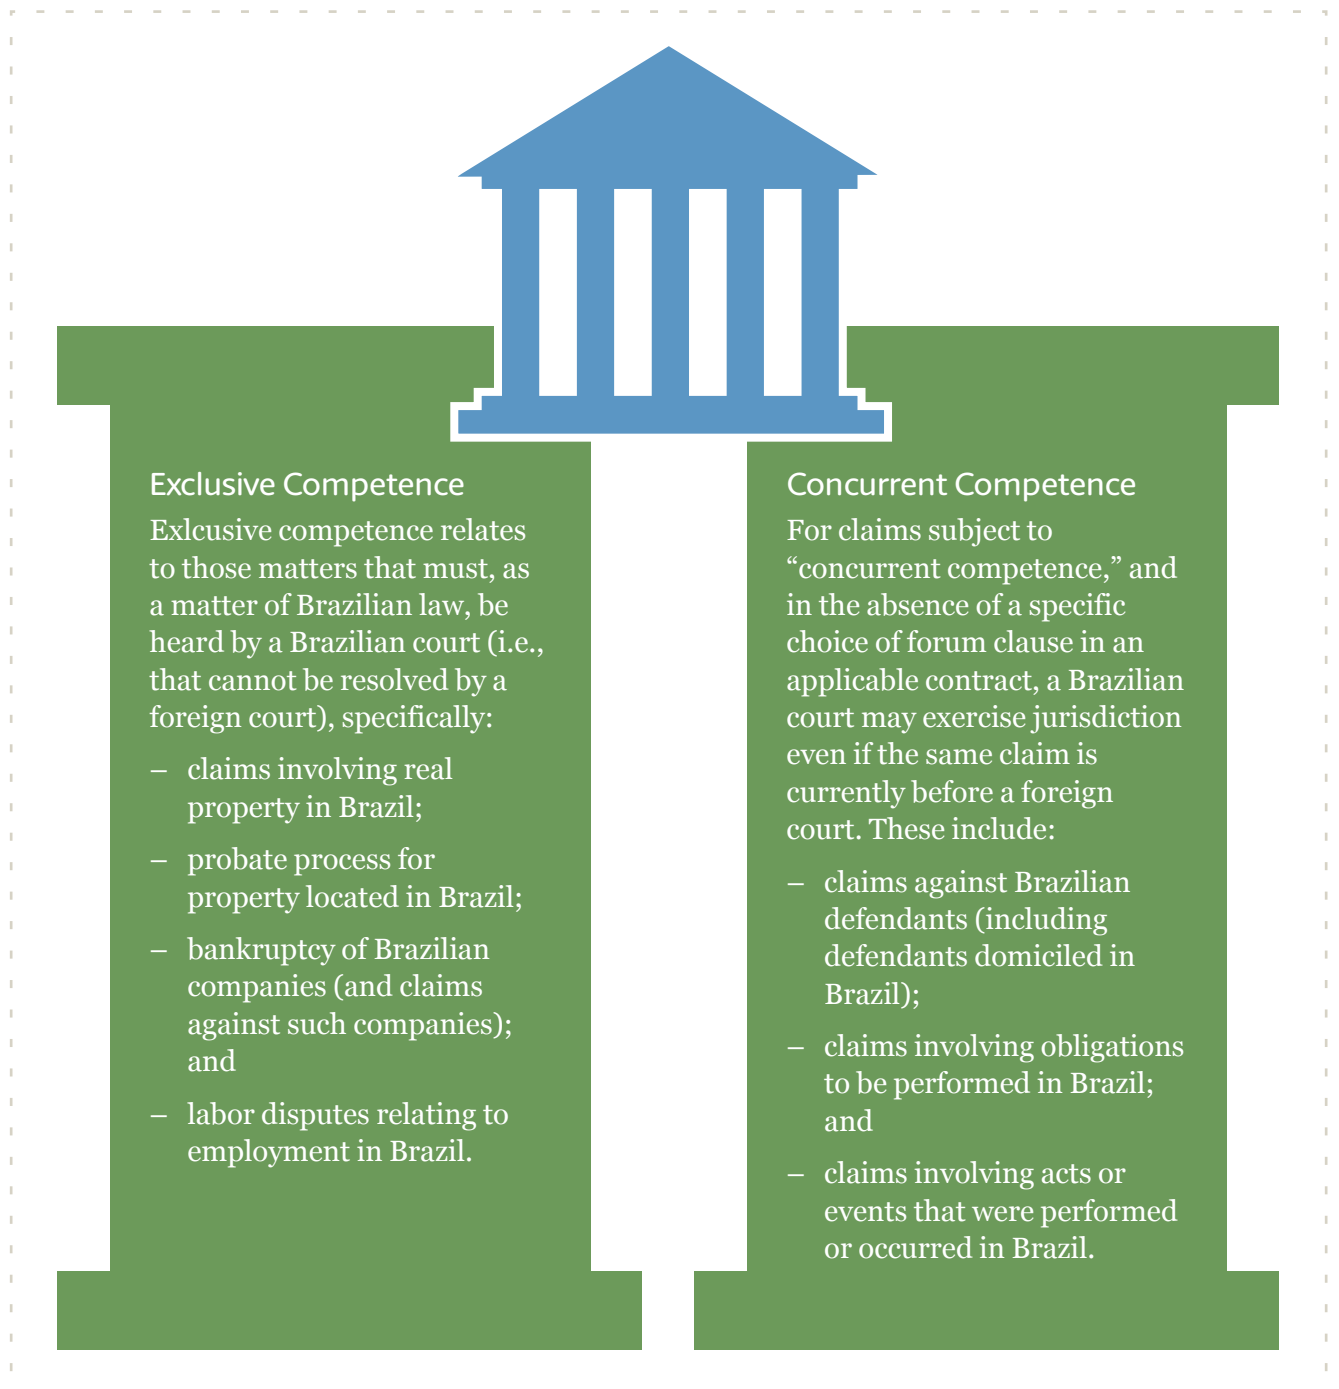 Exclusive Competence
Exlcusive competence relates
to those matters that must, as
a matter of Brazilian law, be
heard by a Brazilian court (i.e.,
that cannot be resolved by a
foreign court), specifically:
– claims involving real
property in Brazil;
– probate process for
property located in Brazil;
– bankruptcy of Brazilian
companies (and claims
against such companies);
and
– labor disputes relating to
employment in Brazil.
Concurrent Competence
For claims subject to
“concurrent competence,” and
in the absence of a specific
choice of forum clause in an
applicable contract, a Brazilian
court may exercise jurisdiction
even if the same claim is
currently before a foreign
court. These include:
– claims against Brazilian
defendants (including
defendants domiciled in
Brazil);
– claims involving obligations
to be performed in Brazil;
and
– claims involving acts or
events that were performed
or occurred in Brazil.